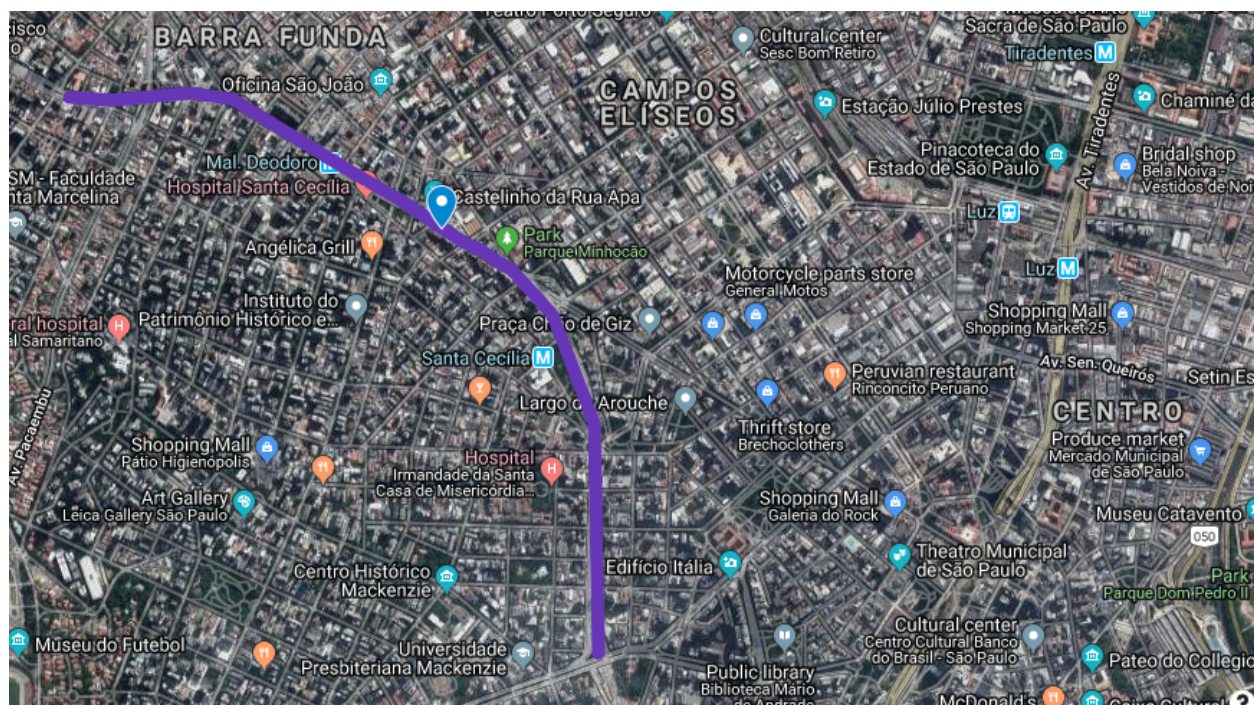 Teatro Porto Seguro
Sacra de São Paulo
BARRA FUNDA
Cultural center
Sesc Bom Retiro
Tiradentes
Oficina São João
CAMPOS
ELÍSEOS
Estação Júlio Prestes
Chaminé da
Av. Tiradentes
Pinacoteca do
Estado de São Paulo
Mal. Deodoro
Bridal shop
Bela Noiva -
Vestidos de Noi
SM - Faculdade
nta Marcelina
Hospital Santa Cecília
Castelinho da Rua Apa
Luz
Park
Parque Minhocão
Angélica Grill
Luz
Motorcycle parts store
General Motos
Instituto do
Patrimônio Histórico e...
Shopping Mall
Shopping Market 25
ral hospital
al Samaritano
Praça Chão de Giz
Santa Cecília
Av. Sen. Queirós
Peruvian restaurant
Rinconcito Peruano
Setin Es
Largo do Arouche
CENTRO
Av. Pacaembu
Thrift store
Brechoclothers
Produce market
Mercado Municipal
de São Paulo
Shopping Mall
Pátio Higienópolis
Hospital
Irmandade da Santa
Casa de Misericórdia...
Art Gallery
Leica Gallery São Paulo
Shopping Mall
Galeria do Rock
Museu Catavento
050
Edifício Itália
Theatro Municipal
de São Paulo
Centro Histórico
Mackenzie
Park
Parque Dom Pedro II
Museu do Futebol
Universidade
Presbiteriana Mackenzie
Cultural center
Centro Cultural Banco
do Brasil - São Paulo
Public library
Biblioteca Mário
de Andrade
Pateo do Collegio
McDonald's
Caixa Cultural